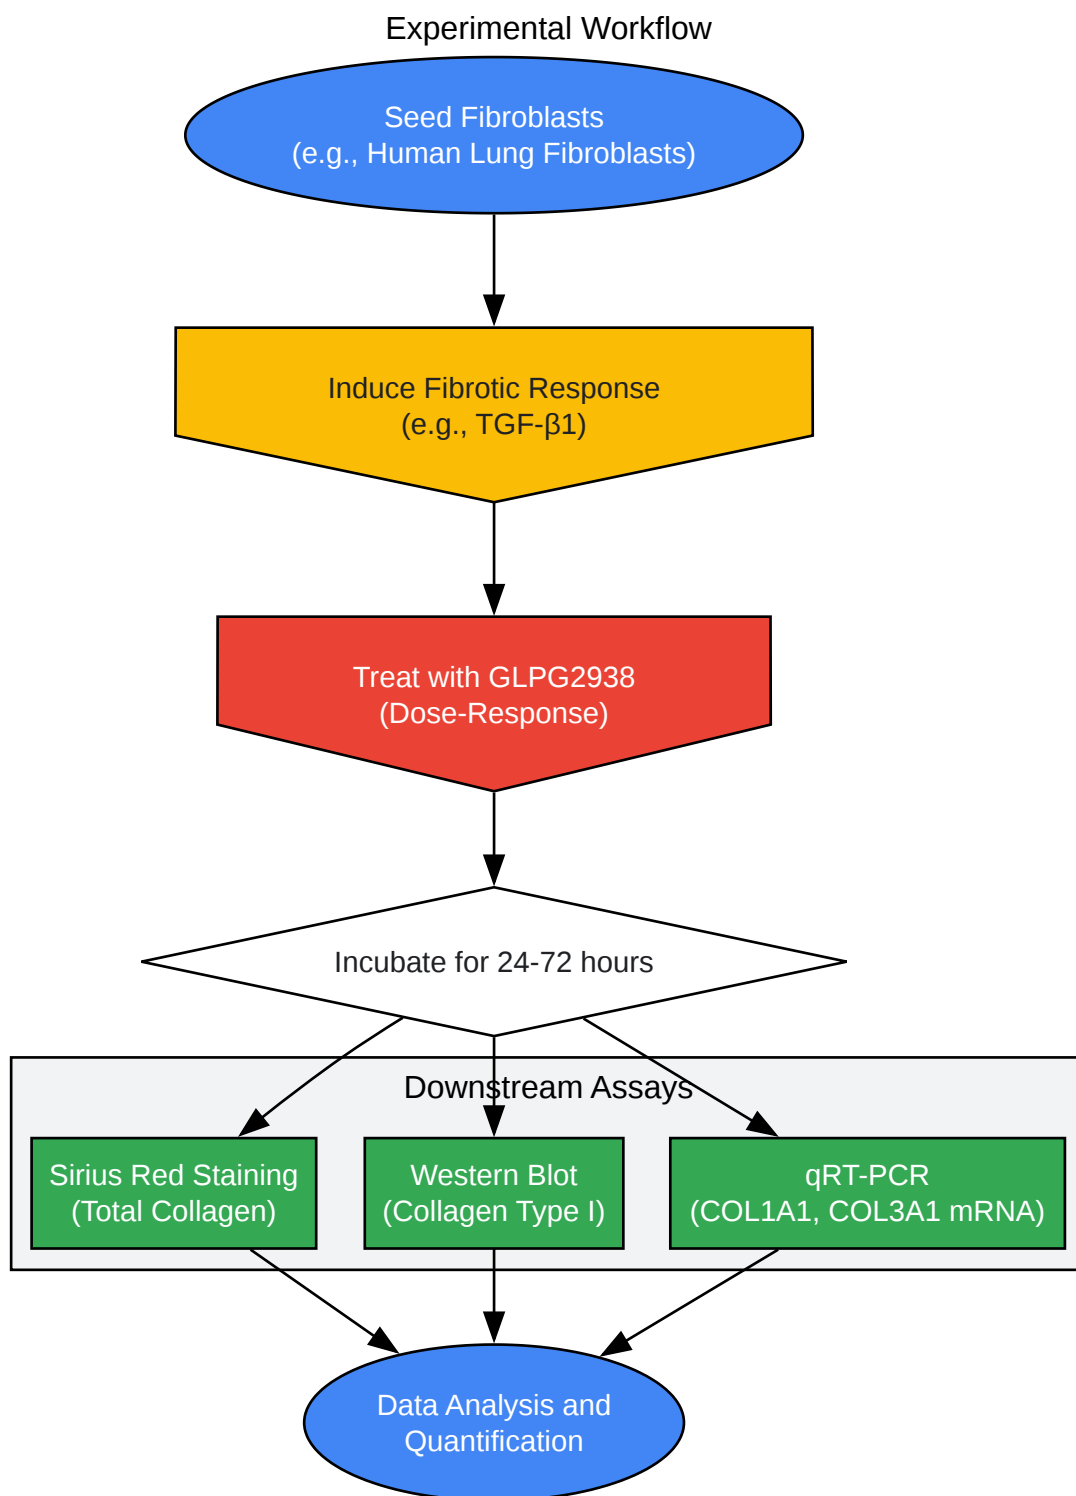 Experimental Workflow
Seed Fibroblasts
(e.g., Human Lung Fibroblasts)
Induce Fibrotic Response
(e.g., TGF-β1)
Treat with GLPG2938
(Dose-Response)
Incubate for 24-72 hours
Downstream Assays
Sirius Red Staining
(Total Collagen)
Western Blot
(Collagen Type I)
qRT-PCR
(COL1A1, COL3A1 mRNA)
Data Analysis and
Quantification